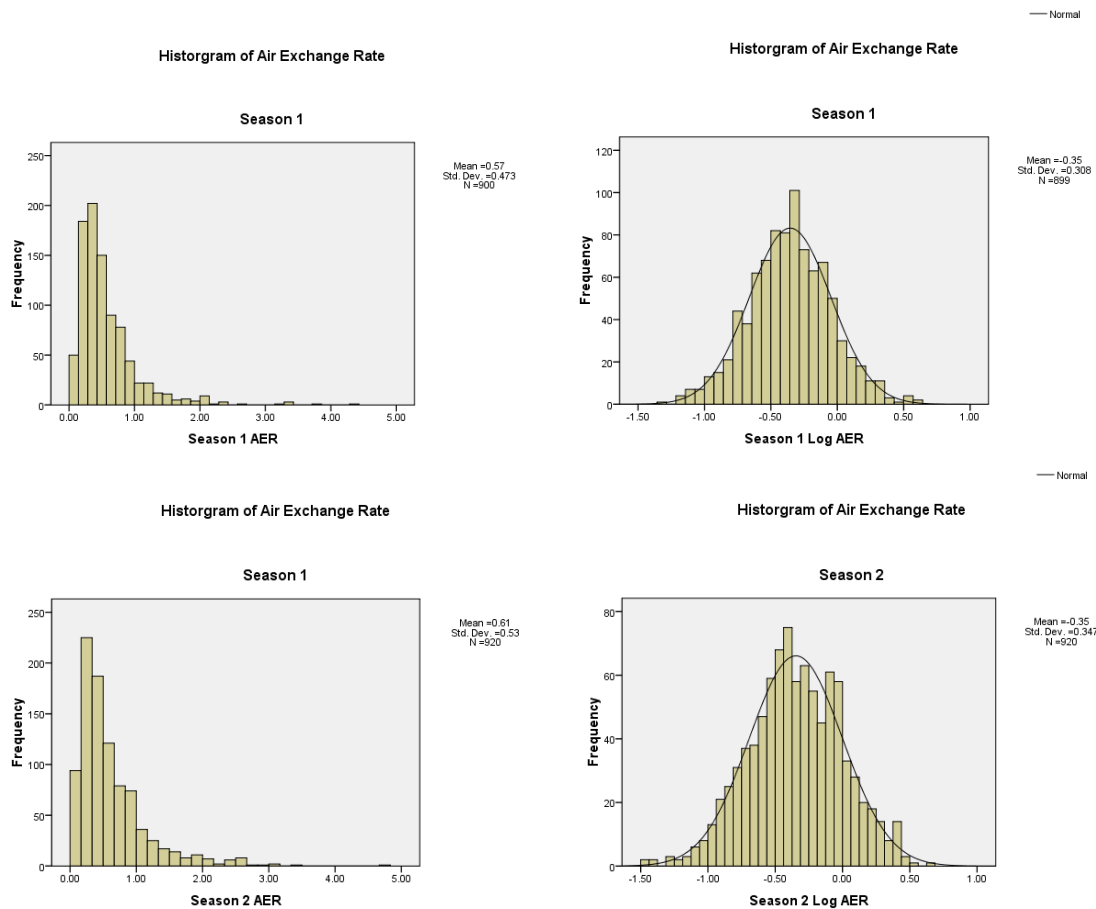 Normal
Historgram of Air Exchange Rate
Season 1
Mean =0.57
Std. Dev. =0.473
N =900
250
200
150
100
50
0
Frequency
0.00 1.00 2.00 3.00 4.00 5.00
Season 1 AER
Historgram of Air Exchange Rate
Season 1
Mean =-0.35
Std. Dev. =0.308
N =899
120
100
80
60
40
20
0
Frequency
-1.50 -1.00 -0.50 0.00 0.50 1.00
Season 1 Log AER
Historgram of Air Exchange Rate
Season 1
Mean =0.61
Std. Dev. =0.53
N =920
250
200
150
100
50
0
Frequency
0.00 1.00 2.00 3.00 4.00 5.00
Season 2 AER
Normal
Historgram of Air Exchange Rate
Season 2
Mean =-0.35
Std. Dev. =0.347
N =920
80
60
40
20
0
Frequency
-1.50 -1.00 -0.50 0.00 0.50 1.00
Season 2 Log AER